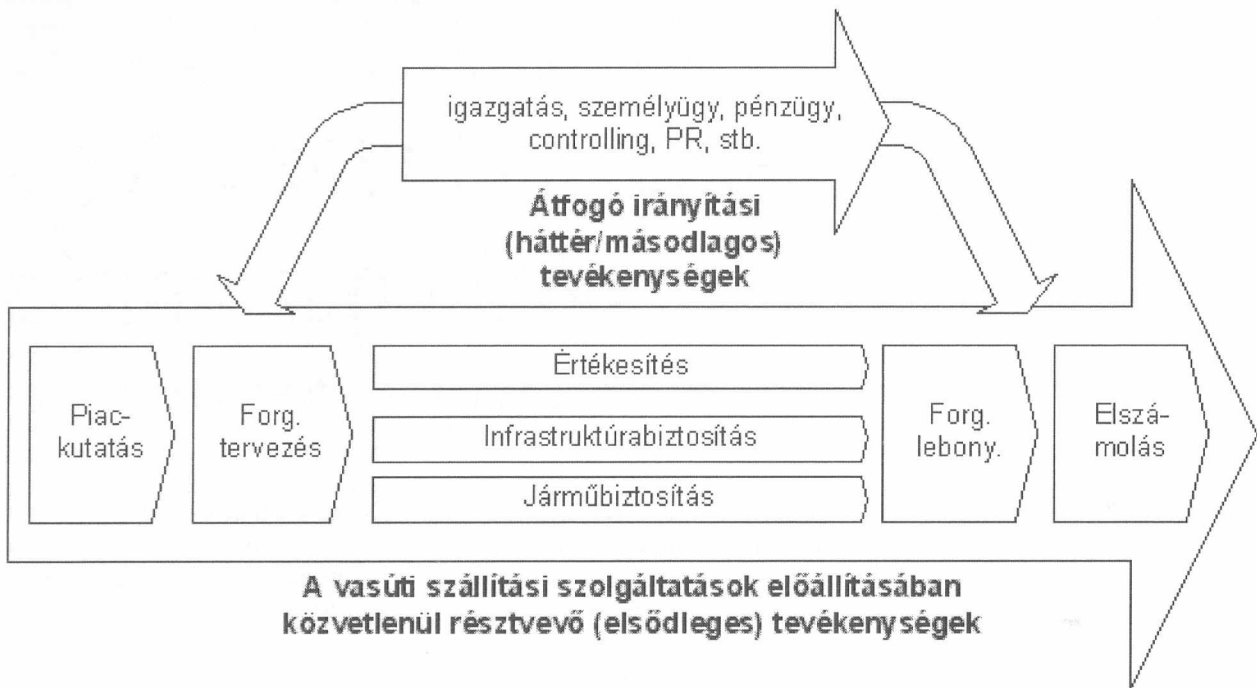 igazgatás, személyügy, pénzügy,
controlling, PR, stb.
Átfogó irányítási
(háttér/másodlagos)
tevékenységek
Piac-
kutatás
Forg.
tervezés
Értékesítés
Infrastruktúrabiztosítás
Járműbiztosítás
Forg.
lebony.
Elszá-
molás
A vasúti szállítási szolgáltatások előállításában
közvetlenül résztvevő (elsődleges) tevékenységek